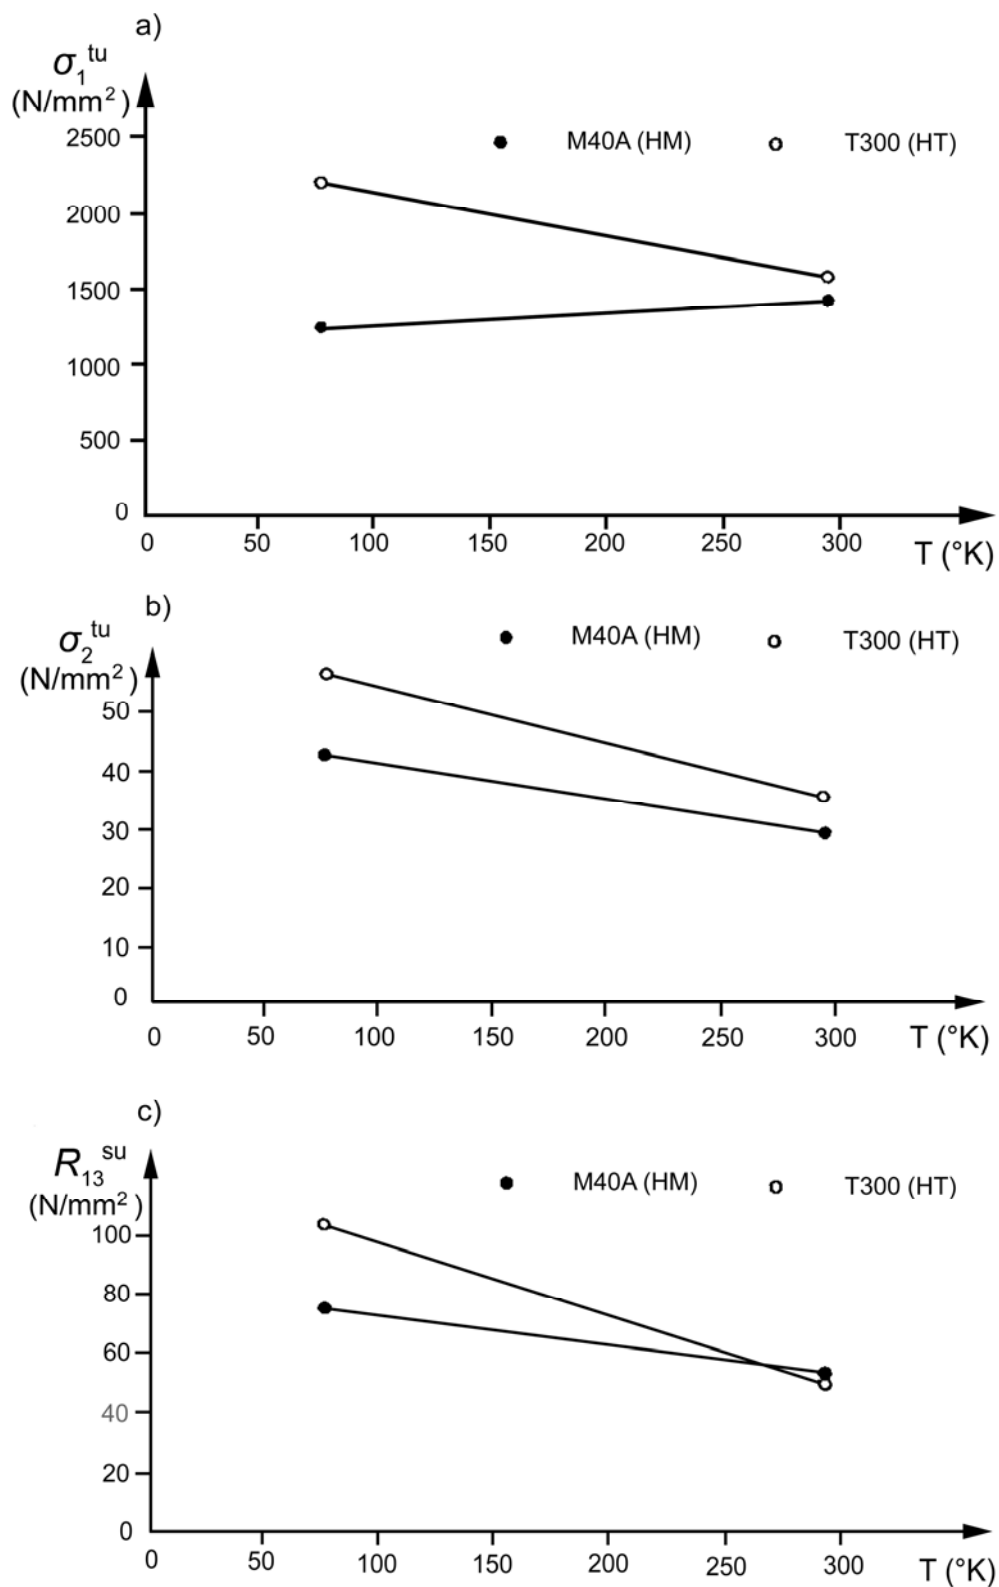 a)
σ₁ᵗᵘ
(N/mm²)
M40A (HM) T300 (HT)
2500
2000
1500
1000
500
0
0 50 100 150 200 250 300 T (°K)
b)
σ₂ᵗᵘ
(N/mm²)
M40A (HM) T300 (HT)
50
40
30
20
10
0
0 50 100 150 200 250 300 T (°K)
c)
R₁₃ˢᵘ
(N/mm²)
M40A (HM) T300 (HT)
100
80
60
40
20
0
0 50 100 150 200 250 300 T (°K)